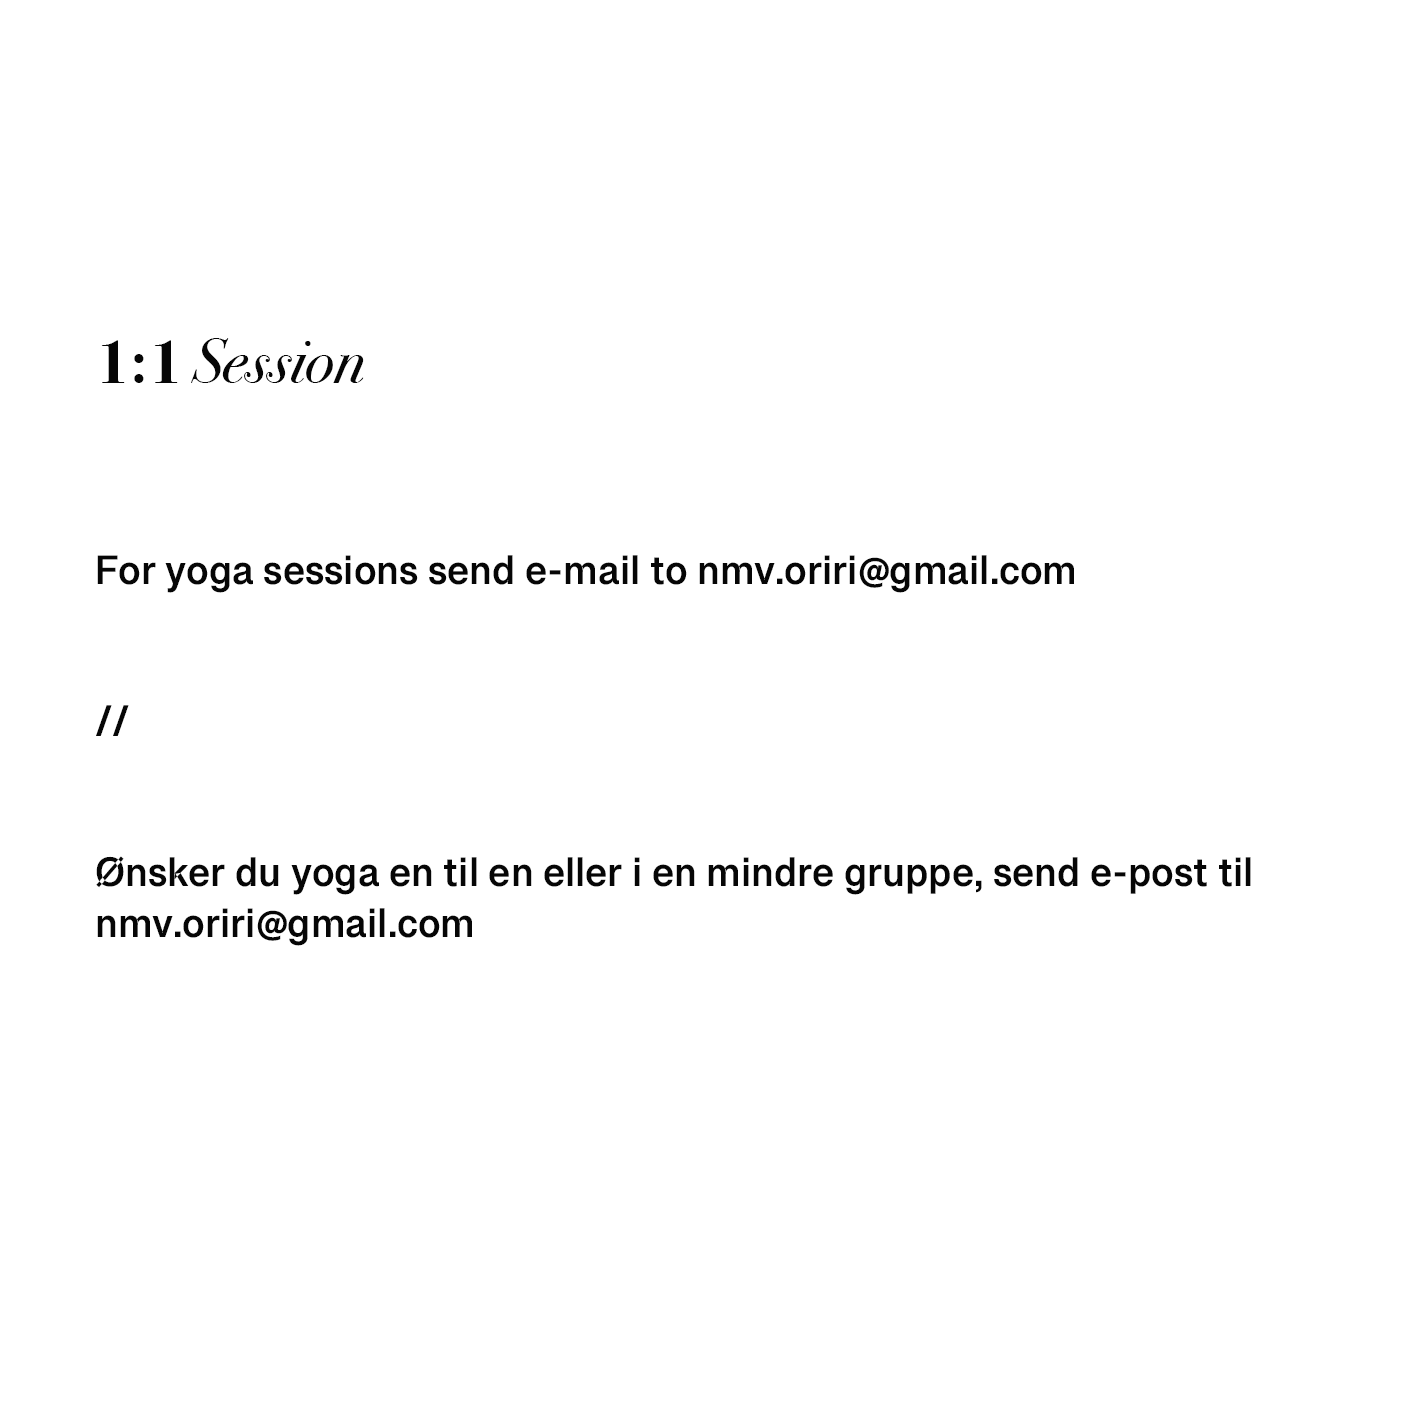 1:1 Session
For yoga sessions send e-mail to nmv.oriri@gmail.com
//
Ønsker du yoga en til en eller i en mindre gruppe, send e-post til
nmv.oriri@gmail.com